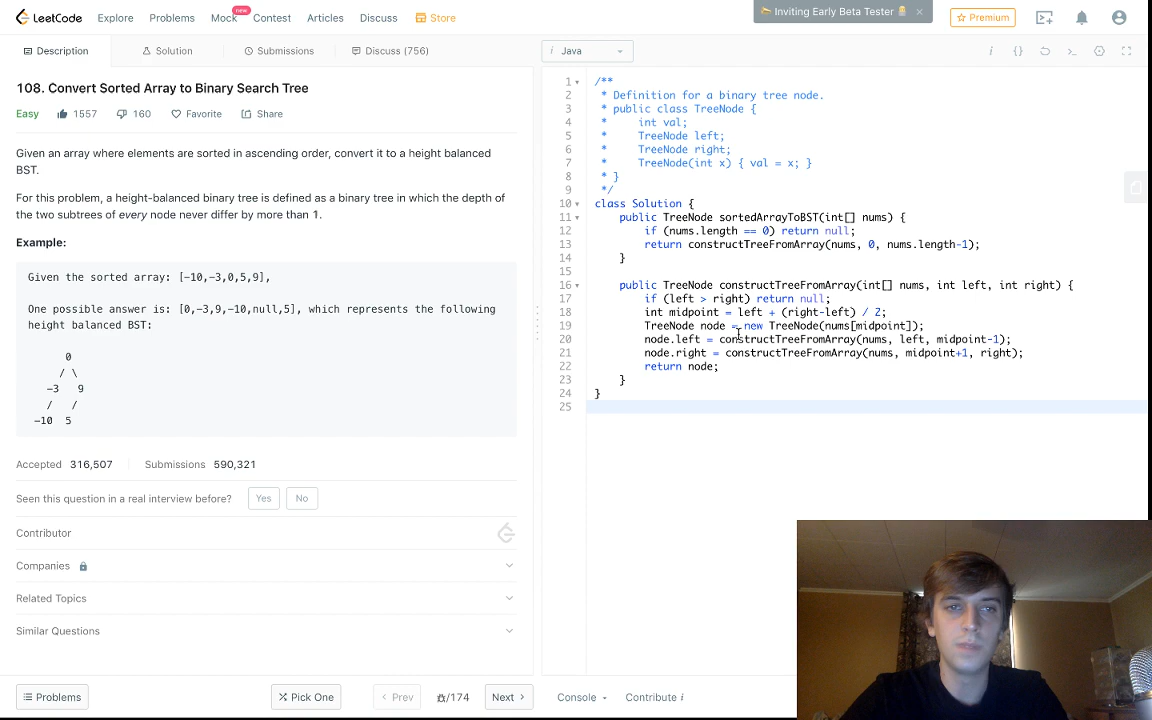 LeetCode
Explore
Problems
Mock
new
Contest
Articles
Discuss
Store
Inviting Early Beta Tester
×
Premium
Description
Solution
Submissions
Discuss (756)
i Java
i {} >_
108. Convert Sorted Array to Binary Search Tree
Easy 1557 160 Favorite Share
Given an array where elements are sorted in ascending order, convert it to a height balanced
BST.
For this problem, a height-balanced binary tree is defined as a binary tree in which the depth of
the two subtrees of every node never differ by more than 1.
Example:
Given the sorted array: [-10,-3,0,5,9],
One possible answer is: [0,-3,9,-10,null,5], which represents the following
height balanced BST:
0
/ \
-3 9
/ /
-10 5
Accepted 316,507 Submissions 590,321
Seen this question in a real interview before? Yes No
Contributor
Companies
Related Topics
Similar Questions
Problems
Pick One
< Prev
/174
Next >
1 /**
2 * Definition for a binary tree node.
3 * public class TreeNode {
4 * int val;
5 * TreeNode left;
6 * TreeNode right;
7 * TreeNode(int x) { val = x; }
8 * }
9 */
10 class Solution {
11 public TreeNode sortedArrayToBST(int[] nums) {
12 if (nums.length == 0) return null;
13 return constructTreeFromArray(nums, 0, nums.length-1);
14 }
15
16 public TreeNode constructTreeFromArray(int[] nums, int left, int right) {
17 if (left > right) return null;
18 int midpoint = left + (right-left) / 2;
19 TreeNode node = new TreeNode(nums[midpoint]);
20 node.left = constructTreeFromArray(nums, left, midpoint-1);
21 node.right = constructTreeFromArray(nums, midpoint+1, right);
22 return node;
23 }
24 }
25
Console
Contribute i